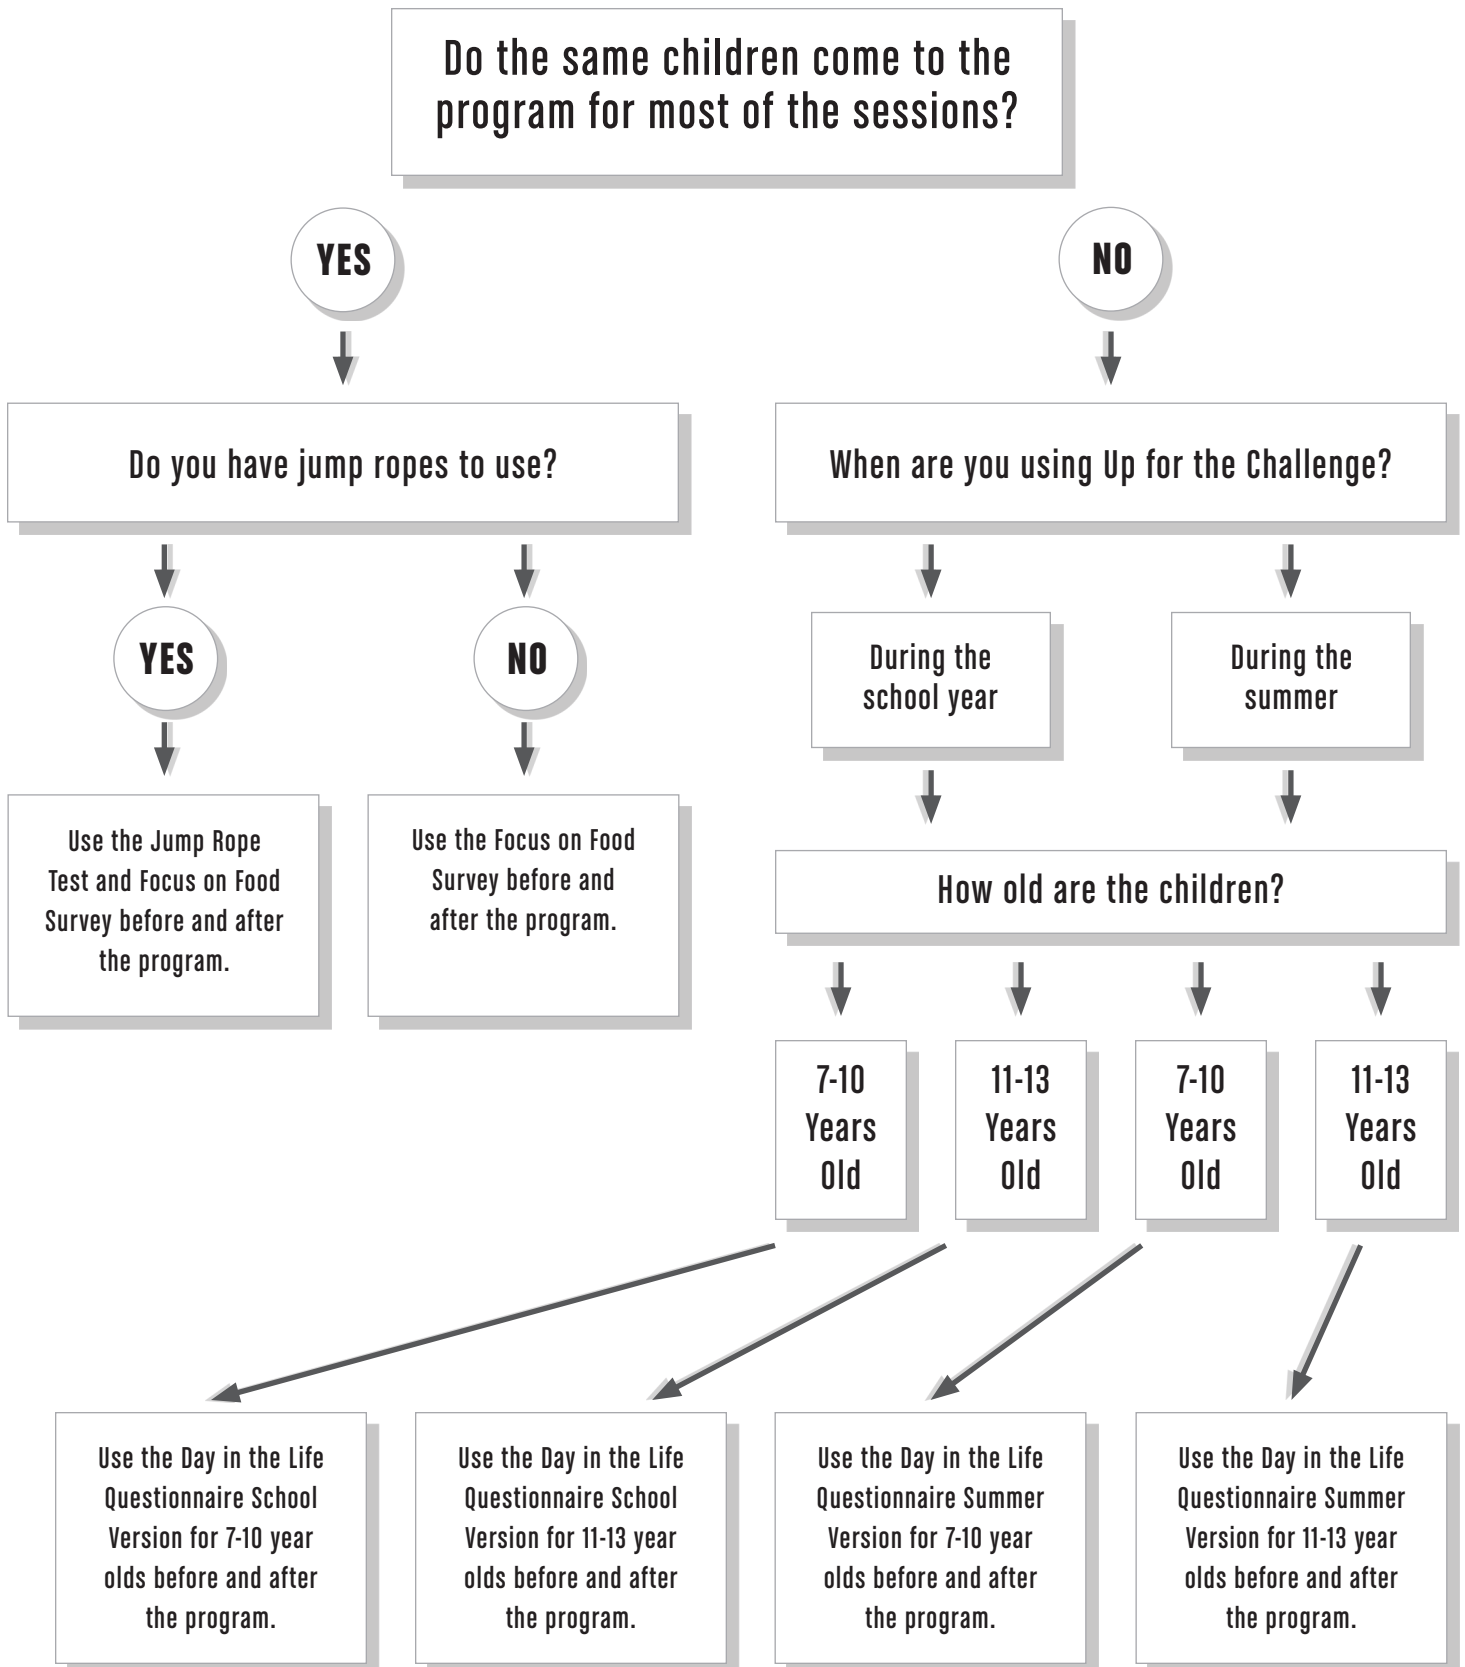 Do the same children come to the
program for most of the sessions?
YES
NO
Do you have jump ropes to use?
When are you using Up for the Challenge?
YES
NO
During the
school year
During the
summer
Use the Jump Rope
Test and Focus on Food
Survey before and after
the program.
Use the Focus on Food
Survey before and
after the program.
How old are the children?
7-10
Years
Old
11-13
Years
Old
7-10
Years
Old
11-13
Years
Old
Use the Day in the Life
Questionnaire School
Version for 7-10 year
olds before and after
the program.
Use the Day in the Life
Questionnaire School
Version for 11-13 year
olds before and after
the program.
Use the Day in the Life
Questionnaire Summer
Version for 7-10 year
olds before and after
the program.
Use the Day in the Life
Questionnaire Summer
Version for 11-13 year
olds before and after
the program.